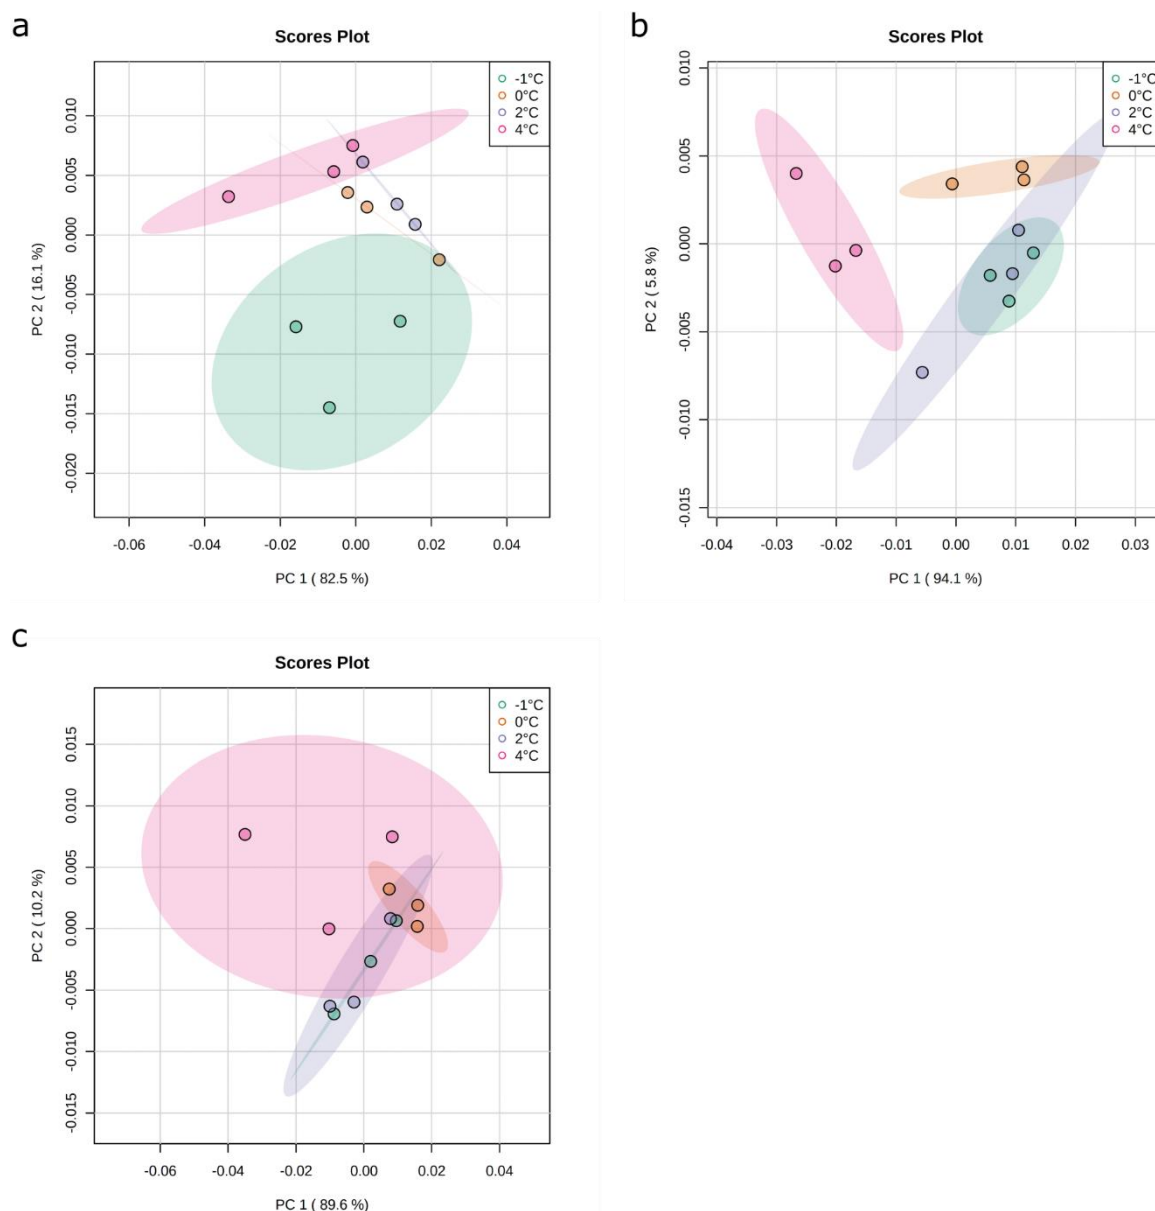 a
Scores Plot
-1°C
0°C
2°C
4°C
0.010
0.005
0.000
-0.005
-0.010
-0.015
-0.020
PC 2 ( 16.1 %)
-0.06 -0.04 -0.02 0.00 0.02 0.04
PC 1 ( 82.5 %)
b
Scores Plot
-1°C
0°C
2°C
4°C
0.010
0.005
0.000
-0.005
-0.010
-0.015
PC 2 ( 5.8 %)
-0.04 -0.03 -0.02 -0.01 0.00 0.01 0.02 0.03
PC 1 ( 94.1 %)
c
Scores Plot
-1°C
0°C
2°C
4°C
0.015
0.010
0.005
0.000
-0.005
-0.010
-0.015
PC 2 ( 10.2 %)
-0.06 -0.04 -0.02 0.00 0.02 0.04
PC 1 ( 89.6 %)